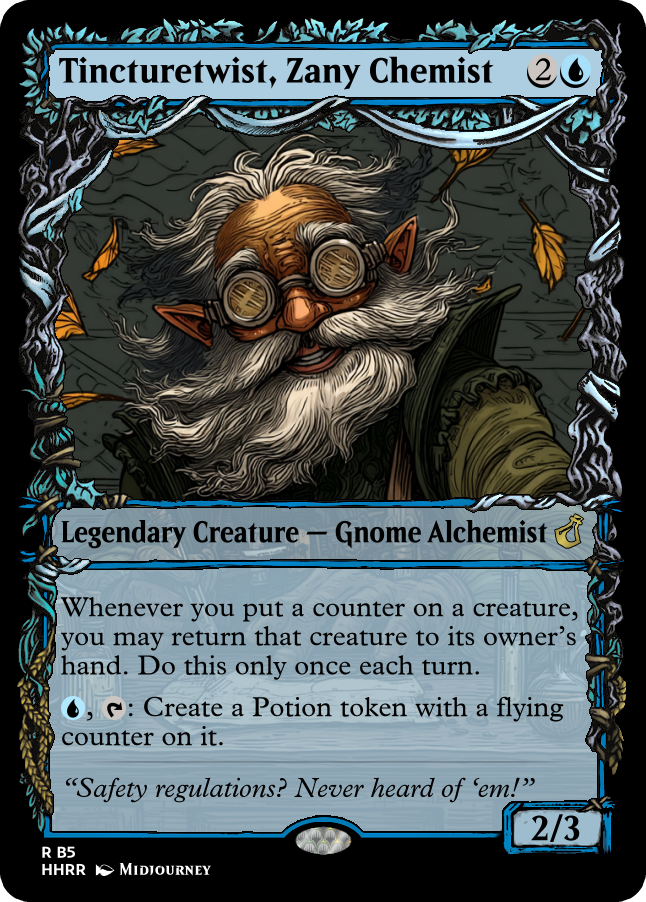 Tincturetwist, Zany Chemist 2
Legendary Creature — Gnome Alchemist
Whenever you put a counter on a creature,
you may return that creature to its owner's
hand. Do this only once each turn.
, : Create a Potion token with a flying
counter on it.
“Safety regulations? Never heard of ‘em!”
2/3
R B5
HHRR Midjourney